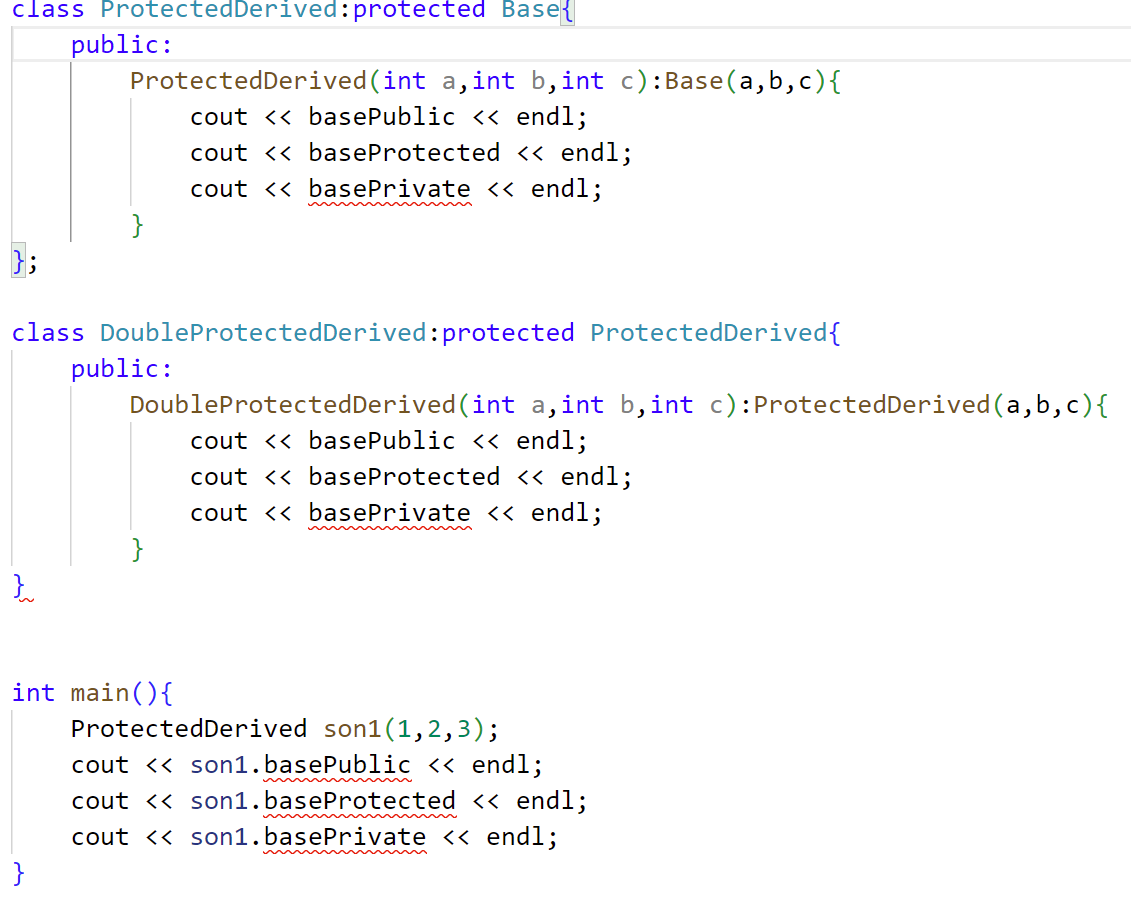 class ProtectedDerived:protected Base{
    public:
        ProtectedDerived(int a,int b,int c):Base(a,b,c){
            cout << basePublic << endl;
            cout << baseProtected << endl;
            cout << basePrivate << endl;
        }
};
class DoubleProtectedDerived:protected ProtectedDerived{
    public:
        DoubleProtectedDerived(int a,int b,int c):ProtectedDerived(a,b,c){
            cout << basePublic << endl;
            cout << baseProtected << endl;
            cout << basePrivate << endl;
        }
}
int main(){
    ProtectedDerived son1(1,2,3);
    cout << son1.basePublic << endl;
    cout << son1.baseProtected << endl;
    cout << son1.basePrivate << endl;
}